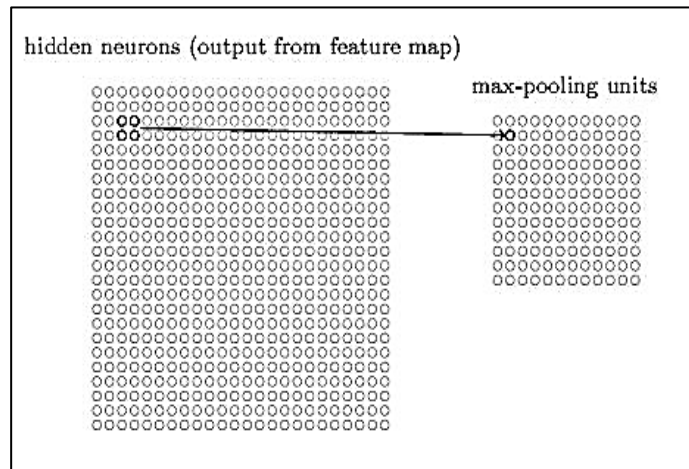 hidden neurons (output from feature map)
max-pooling units